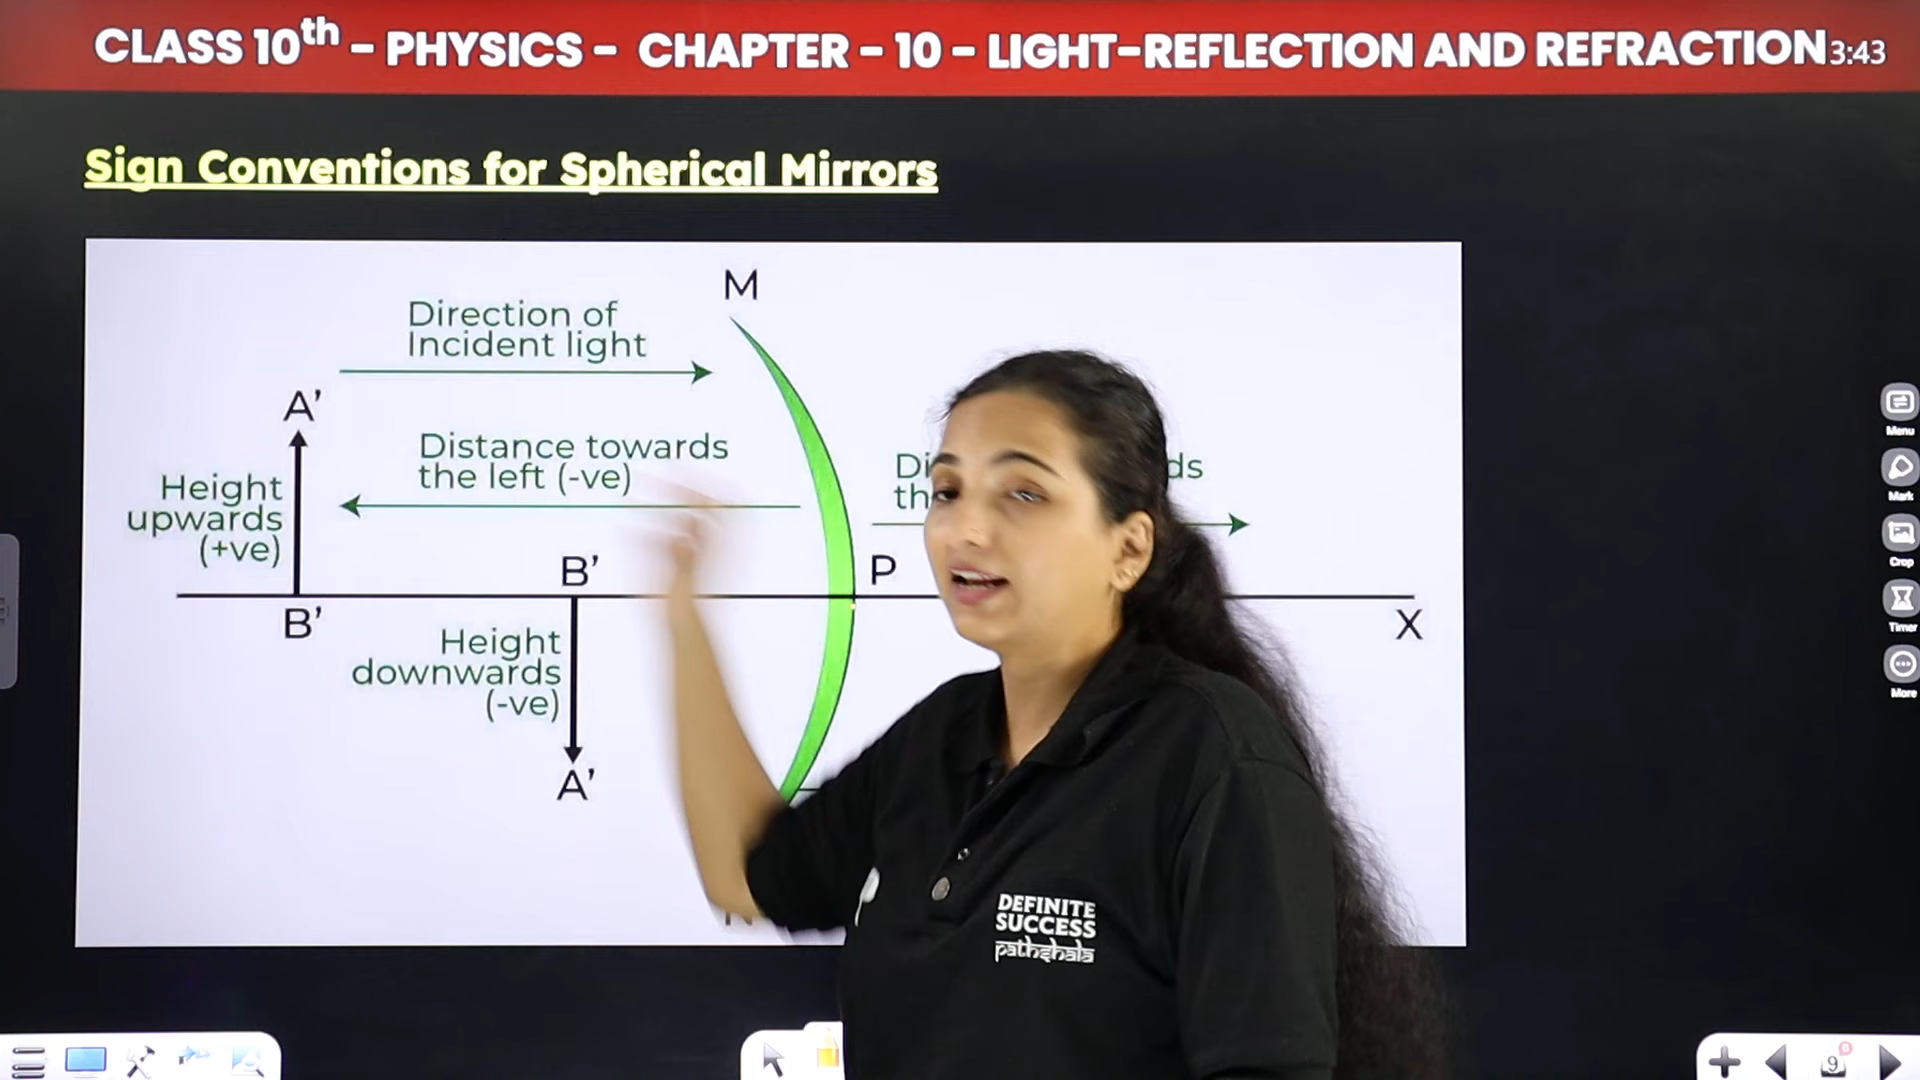 CLASS 10th – PHYSICS – CHAPTER – 10 – LIGHT-REFLECTION AND REFRACTION
3:43
Sign Conventions for Spherical Mirrors
M
Direction of
Incident light
A’
Distance towards
the left (-ve)
Height
upwards
(+ve)
B’
P
B’
X
Height
downwards
(-ve)
A’
DEFINITE
SUCCESS
pathshala
Menu
Mark
Crop
Timer
More
9